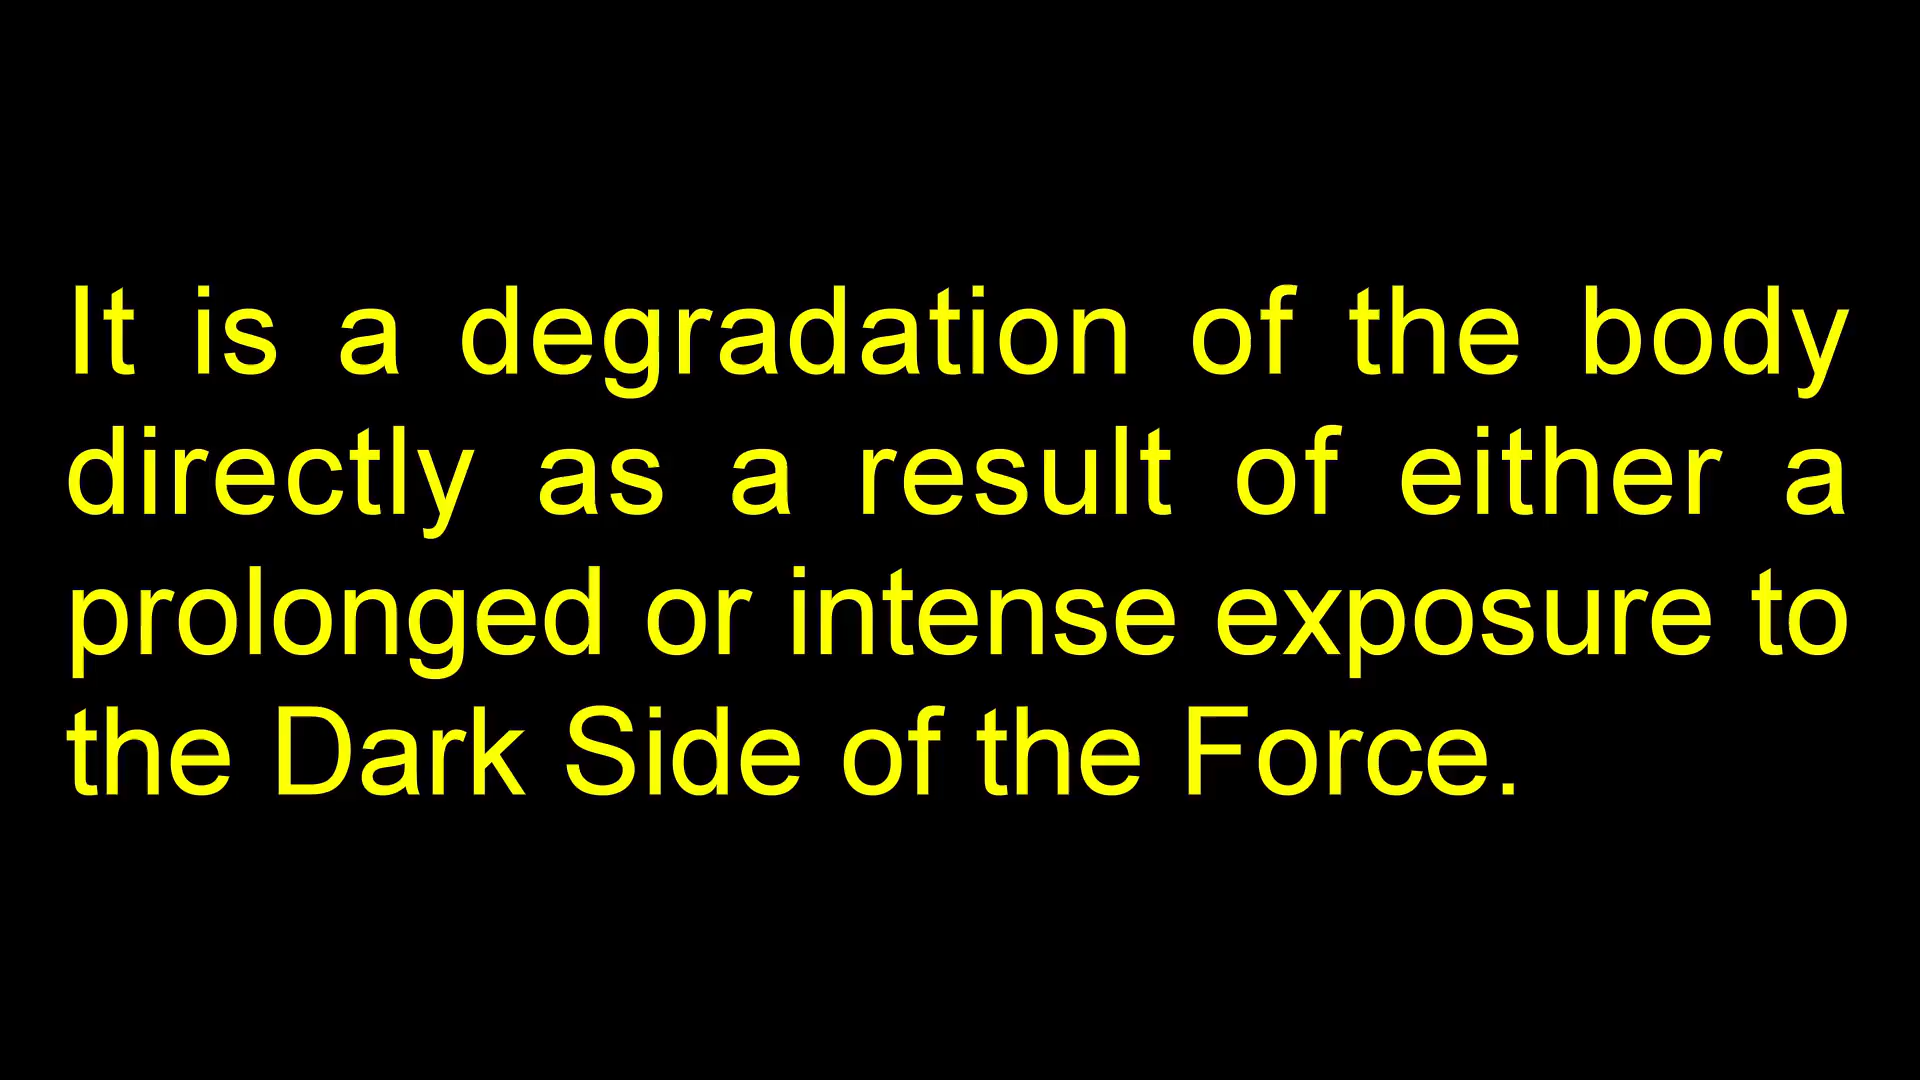 It is a degradation of the body
directly as a result of either a
prolonged or intense exposure to
the Dark Side of the Force.